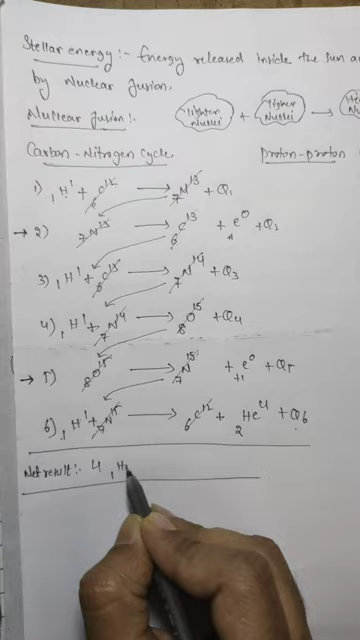 Stellar energy :- Energy released inside the sun
by Nuclear fusion.
Nuclear fusion :-
lighter Nuclei + lighter Nuclei →
Carbon-Nitrogen Cycle
Proton-proton
1) ₁H¹ + ₆C¹² → ₇N¹³ + Q₁
→ 2) ₇N¹³ → ₆C¹³ + ₊₁e⁰ + Q₂
3) ₁H¹ + ₆C¹³ → ₇N¹⁴ + Q₃
4) ₁H¹ + ₇N¹⁴ → ₈O¹⁵ + Q₄
→ 5) ₈O¹⁵ → ₇N¹⁵ + ₊₁e⁰ + Q₅
6) ₁H¹ + ₇N¹⁵ → ₆C¹² + ₂He⁴ + Q₆
Net result :- 4 ₁H